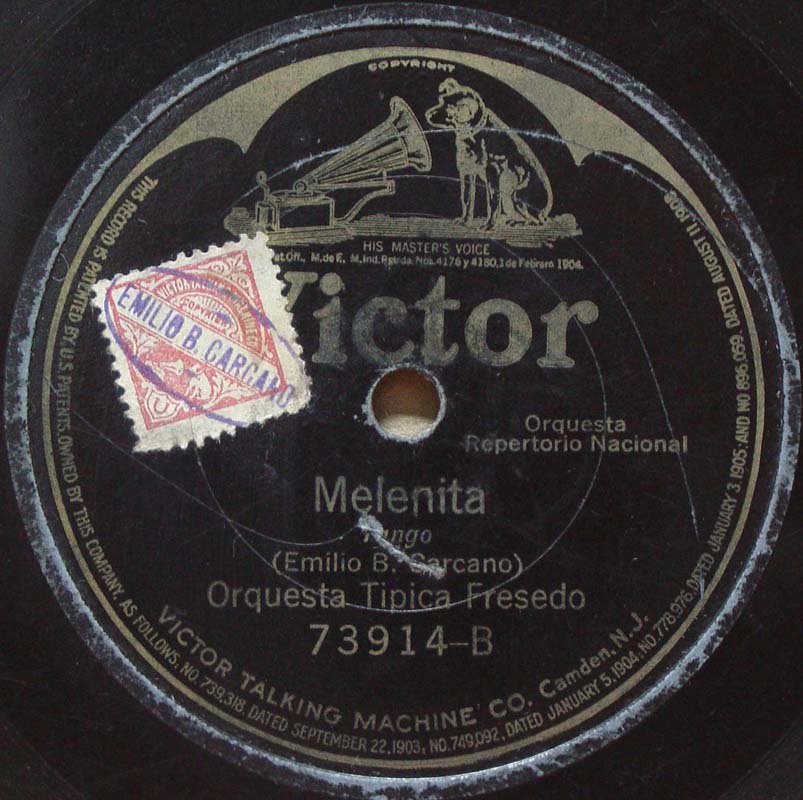 COPYRIGHT
HIS MASTER'S VOICE
M. de E. M. Ind. Nos. 4176 y 4180, 1 de Febrero 1904.
Victor
EMILIO B. CARCANO
Orquesta
Repertorio Nacional
Melenita
Tango
(Emilio B. Carcano)
Orquesta Tipica Fresedo
73914-B
VICTOR TALKING MACHINE CO. Camden, N.J.
THIS RECORD IS PATENTED BY U.S. PATENTS, OWNED BY THIS COMPANY, AS FOLLOWS, NO. 739,318. DATED SEPTEMBER 22, 1903, NO. 749,092. DATED JANUARY 5, 1904, NO. 778,976. DATED JANUARY 3, 1905: AND NO 896,059. DATED AUGUST 11, 1908